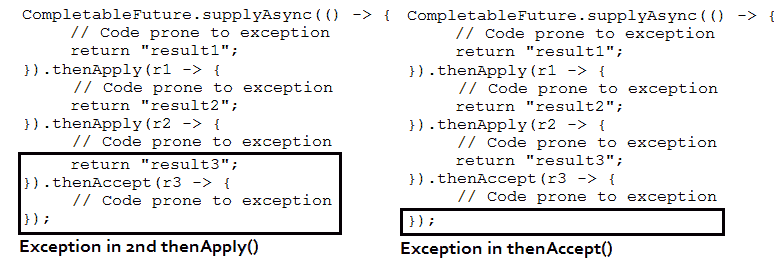 CompletableFuture.supplyAsync(() -> {
// Code prone to exception
return "result1";
}).thenApply(r1 -> {
// Code prone to exception
return "result2";
}).thenApply(r2 -> {
// Code prone to exception
return "result3";
}).thenAccept(r3 -> {
// Code prone to exception
});
Exception in 2nd thenApply()
CompletableFuture.supplyAsync(() -> {
// Code prone to exception
return "result1";
}).thenApply(r1 -> {
// Code prone to exception
return "result2";
}).thenApply(r2 -> {
// Code prone to exception
return "result3";
}).thenAccept(r3 -> {
// Code prone to exception
});
Exception in thenAccept()